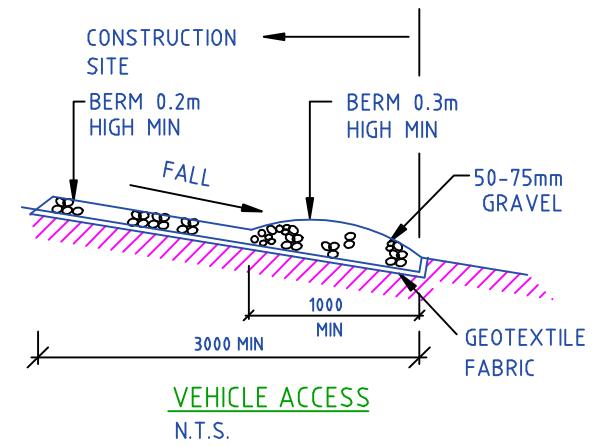 CONSTRUCTION
SITE
BERM 0.2m
HIGH MIN
BERM 0.3m
HIGH MIN
FALL
50-75mm
GRAVEL
1000
MIN
3000 MIN
GEOTEXTILE
FABRIC
VEHICLE ACCESS
N.T.S.